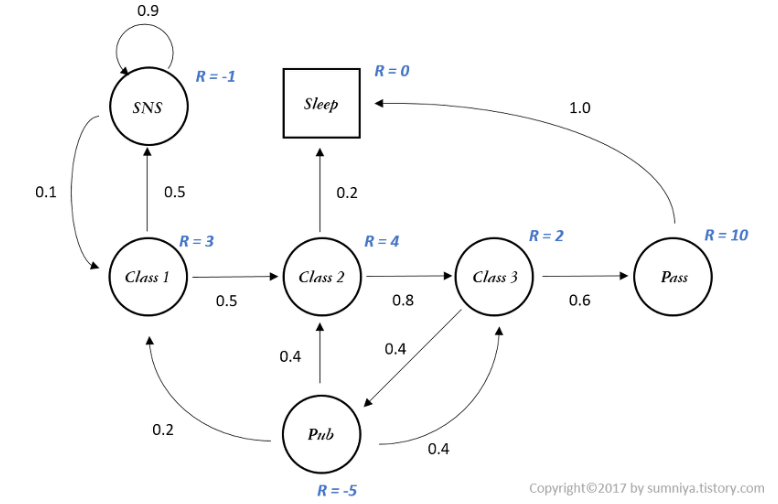 0.9
R = -1
SNS
R = 0
Sleep
1.0
0.1
0.5
0.2
R = 3
Class 1
0.5
R = 4
Class 2
0.8
R = 2
Class 3
0.6
R = 10
Pass
0.4
0.4
0.2
Pub
0.4
R = -5
Copyright©2017 by sumniya.tistory.com